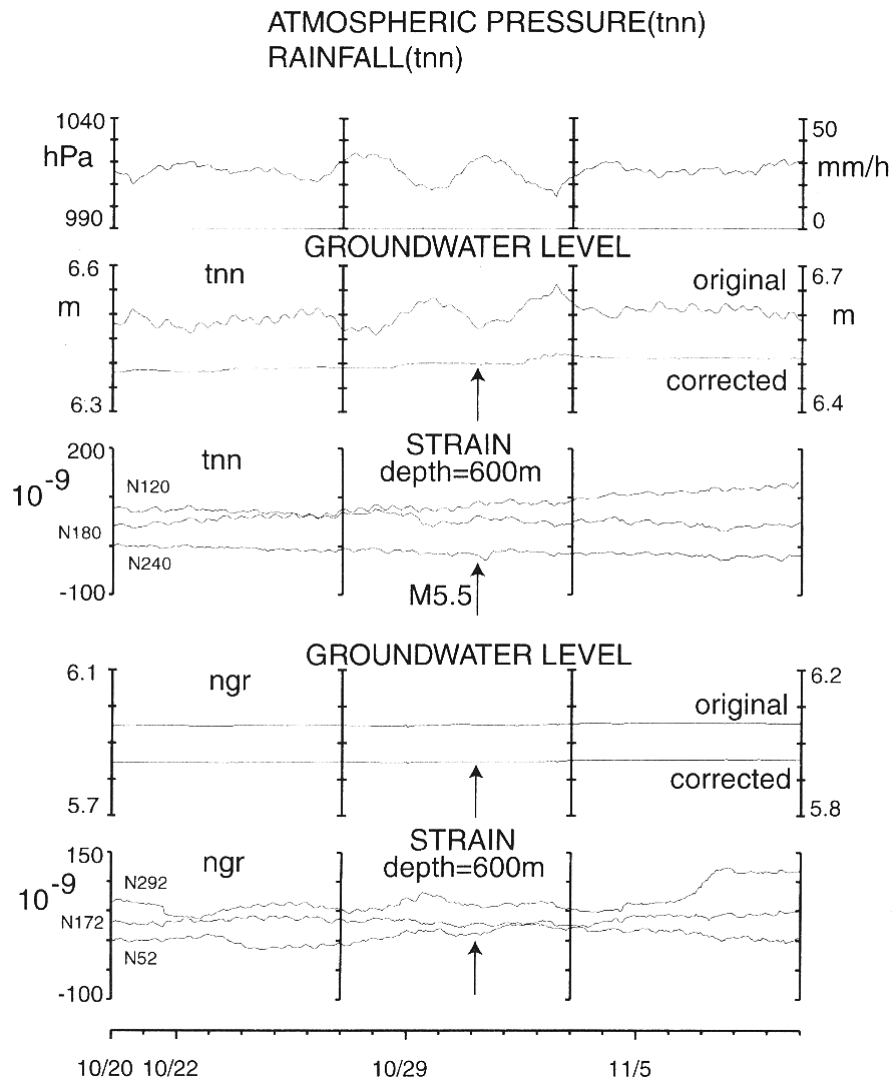 ATMOSPHERIC PRESSURE(tnn)
RAINFALL(tnn)
1040
hPa
990
50
mm/h
0
GROUNDWATER LEVEL
6.6
m
6.3
tnn
original
corrected
6.7
m
6.4
STRAIN
depth=600m
200
10-9
-100
tnn
N120
N180
N240
M5.5
GROUNDWATER LEVEL
6.1
5.7
ngr
original
corrected
6.2
5.8
STRAIN
depth=600m
150
10-9
-100
ngr
N292
N172
N52
10/20 10/22 10/29 11/5